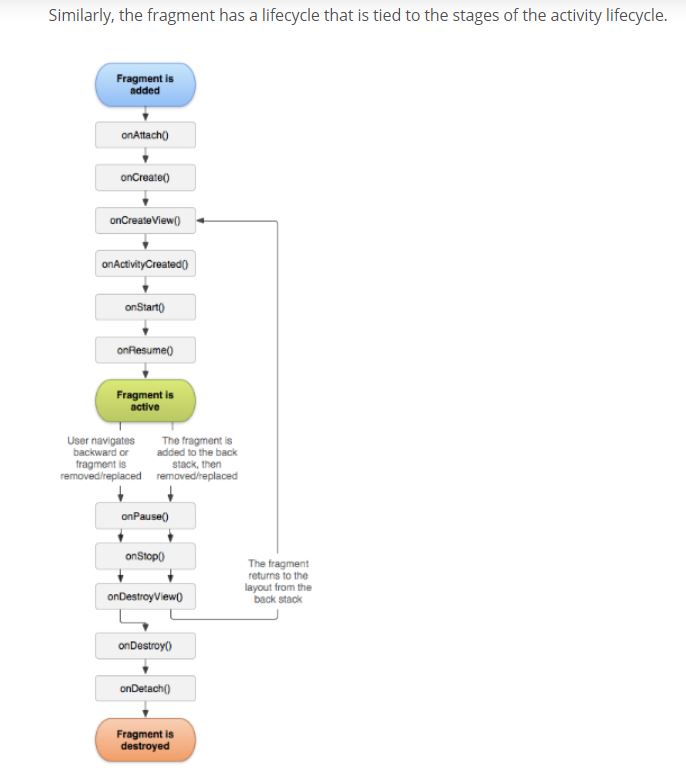 Similarly, the fragment has a lifecycle that is tied to the stages of the activity lifecycle.
Fragment is
added
onAttach()
onCreate()
onCreateView()
onActivityCreated()
onStart()
onResume()
Fragment is
active
User navigates
backward or
fragment is
removed/replaced
The fragment is
added to the back
stack, then
removed/replaced
onPause()
onStop()
onDestroyView()
The fragment
returns to the
layout from the
back stack
onDestroy()
onDetach()
Fragment is
destroyed